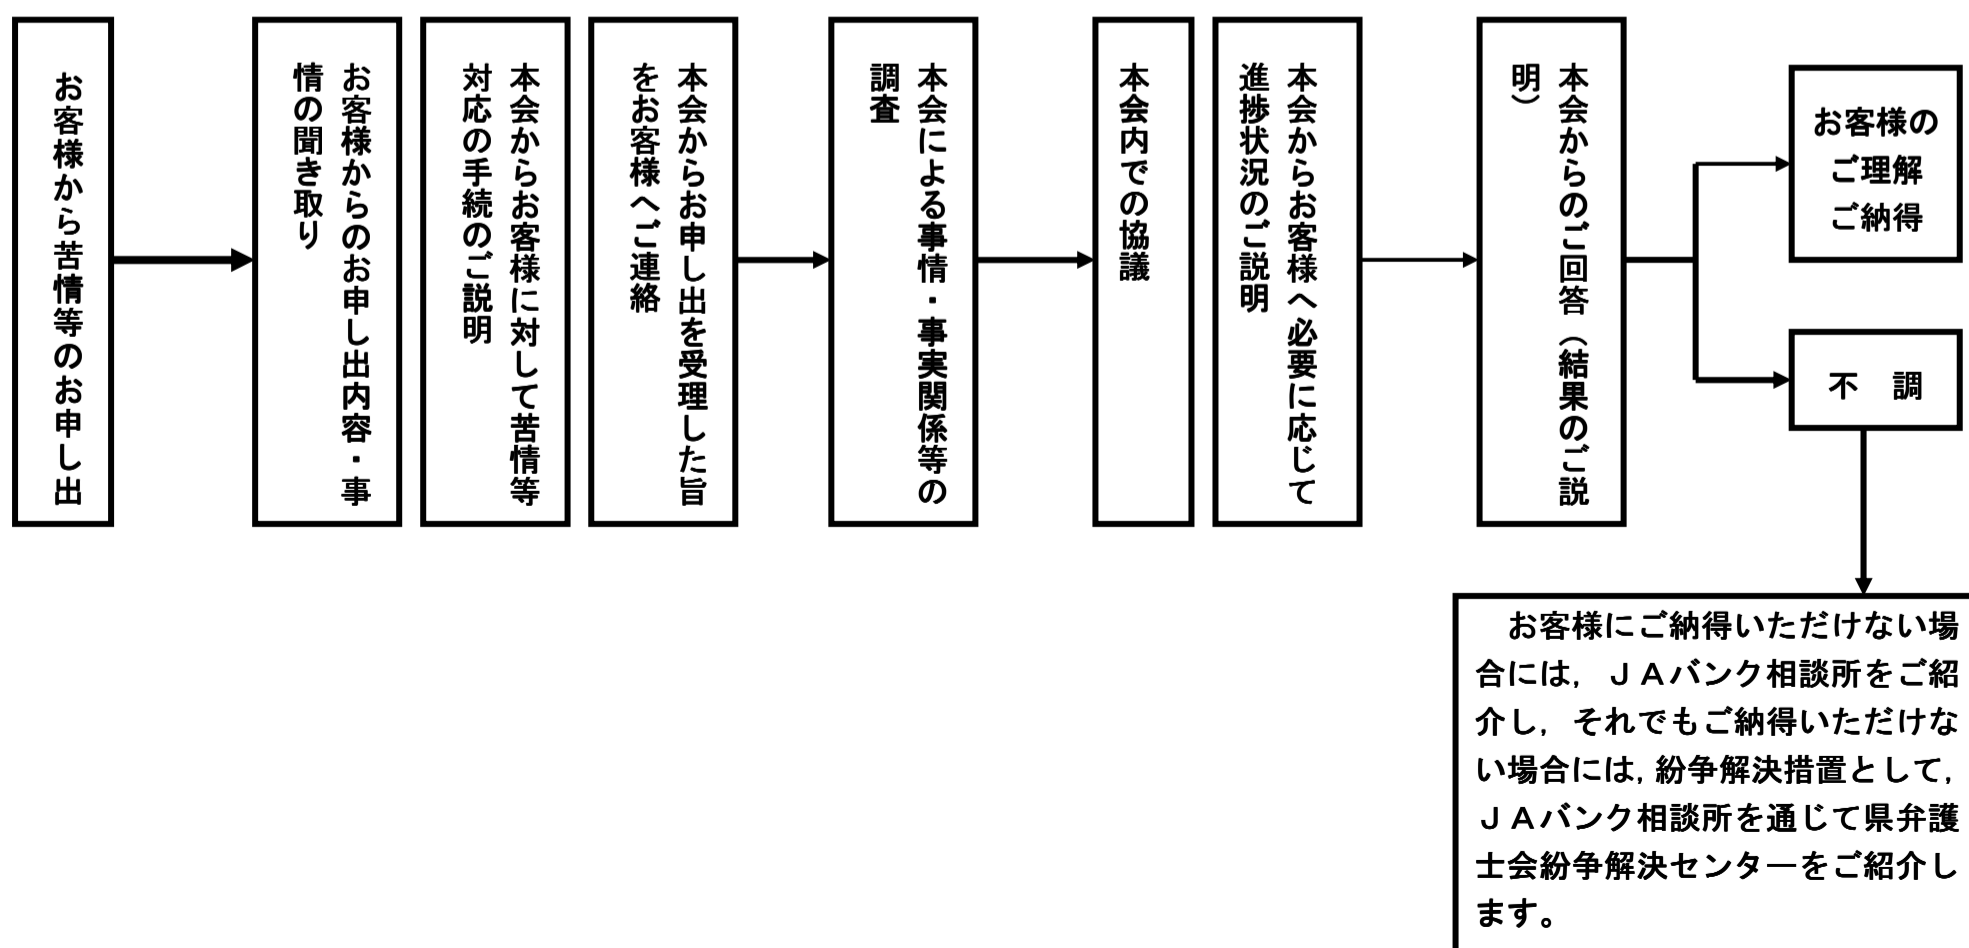 お客様から苦情等のお申し出
お客様からのお申し出内容・事
情の聞き取り
本会からお客様に対して苦情等
対応の手続のご説明
本会からお申し出を受理した旨
をお客様へご連絡
本会による事情・事実関係等の
調査
本会内での協議
本会からお客様へ必要に応じて
進捗状況のご説明
本会からのご回答（結果のご説
明）
お客様の
ご理解
ご納得
不　調
お客様にご納得いただけない場
合には，ＪＡバンク相談所をご紹
介し，それでもご納得いただけな
い場合には，紛争解決措置として，
ＪＡバンク相談所を通じて県弁護
士会紛争解決センターをご紹介し
ます。